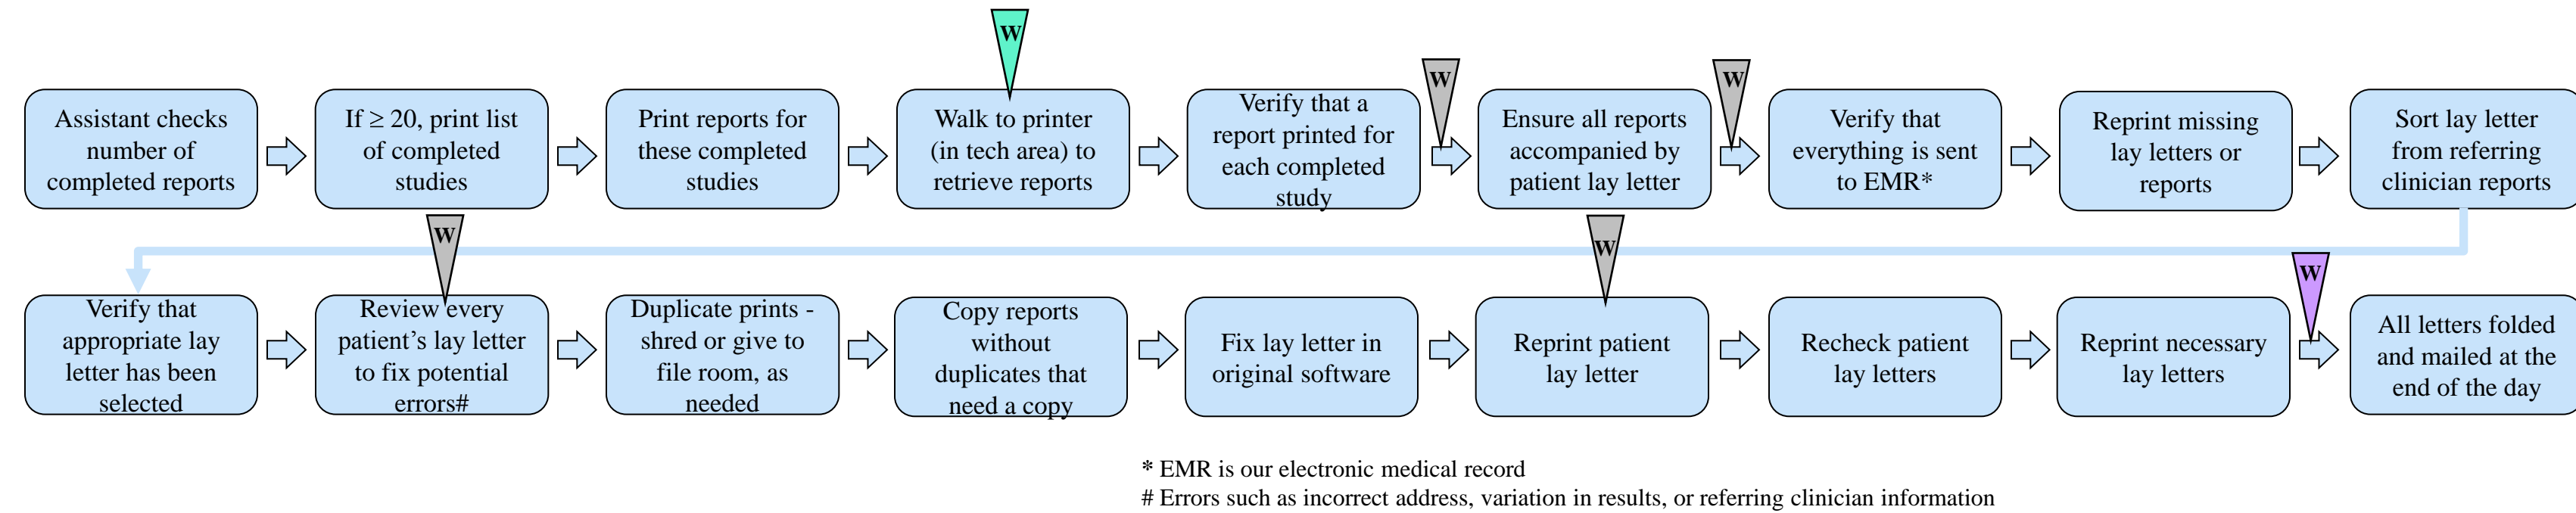 W
Assistant checks
number of
completed reports
If ≥ 20, print list
of completed
studies
Print reports for
these completed
studies
Walk to printer
(in tech area) to
retrieve reports
Verify that a
report printed for
each completed
study
W
Ensure all reports
accompanied by
patient lay letter
W
Verify that
everything is sent
to EMR*
Reprint missing
lay letters or
reports
Sort lay letter
from referring
clinician reports
Verify that
appropriate lay
letter has been
selected
W
Review every
patient’s lay letter
to fix potential
errors#
Duplicate prints -
shred or give to
file room, as
needed
Copy reports
without
duplicates that
need a copy
Fix lay letter in
original software
W
Reprint patient
lay letter
Recheck patient
lay letters
Reprint necessary
lay letters
W
All letters folded
and mailed at the
end of the day
* EMR is our electronic medical record
# Errors such as incorrect address, variation in results, or referring clinician information